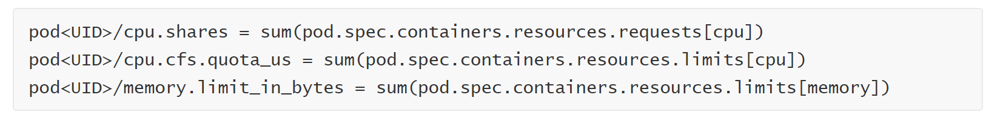 pod<UID>/cpu.shares = sum(pod.spec.containers.resources.requests[cpu])
pod<UID>/cpu.cfs.quota_us = sum(pod.spec.containers.resources.limits[cpu])
pod<UID>/memory.limit_in_bytes = sum(pod.spec.containers.resources.limits[memory])